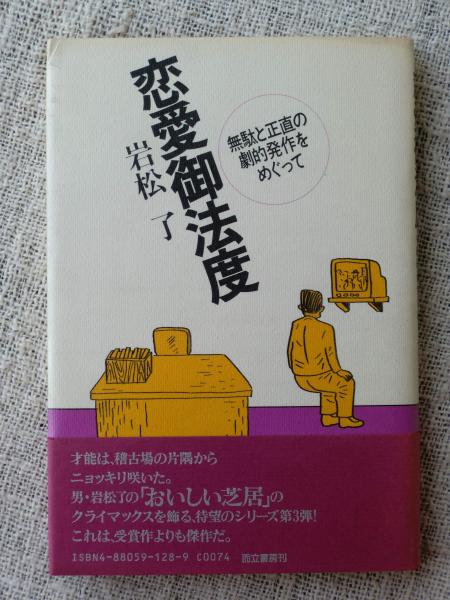 恋愛御法度
岩松 了
無駄と正直の
劇的発作を
めぐって
才能は、稽古場の片隅から
ニョッキリ咲いた。
男・岩松了の「おいしい芝居」の
クライマックスを飾る、待望のシリーズ第3弾!
これは、受賞作よりも傑作だ。
ISBN4-88059-128-9 C0074 而立書房刊